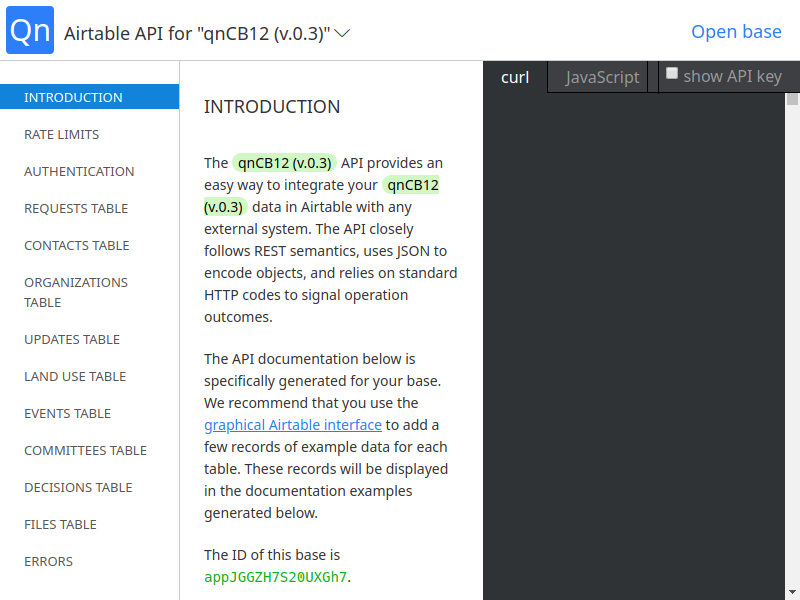 Qn Airtable API for "qnCB12 (v.0.3)" Open base
INTRODUCTION
RATE LIMITS
AUTHENTICATION
REQUESTS TABLE
CONTACTS TABLE
ORGANIZATIONS
TABLE
UPDATES TABLE
LAND USE TABLE
EVENTS TABLE
COMMITTEES TABLE
DECISIONS TABLE
FILES TABLE
ERRORS
INTRODUCTION
The qnCB12 (v.0.3) API provides an
easy way to integrate your qnCB12
(v.0.3) data in Airtable with any
external system. The API closely
follows REST semantics, uses JSON to
encode objects, and relies on standard
HTTP codes to signal operation
outcomes.
The API documentation below is
specifically generated for your base.
We recommend that you use the
graphical Airtable interface to add a
few records of example data for each
table. These records will be displayed
in the documentation examples
generated below.
The ID of this base is
appJGGZH7S20UXGh7.
curl JavaScript show API key